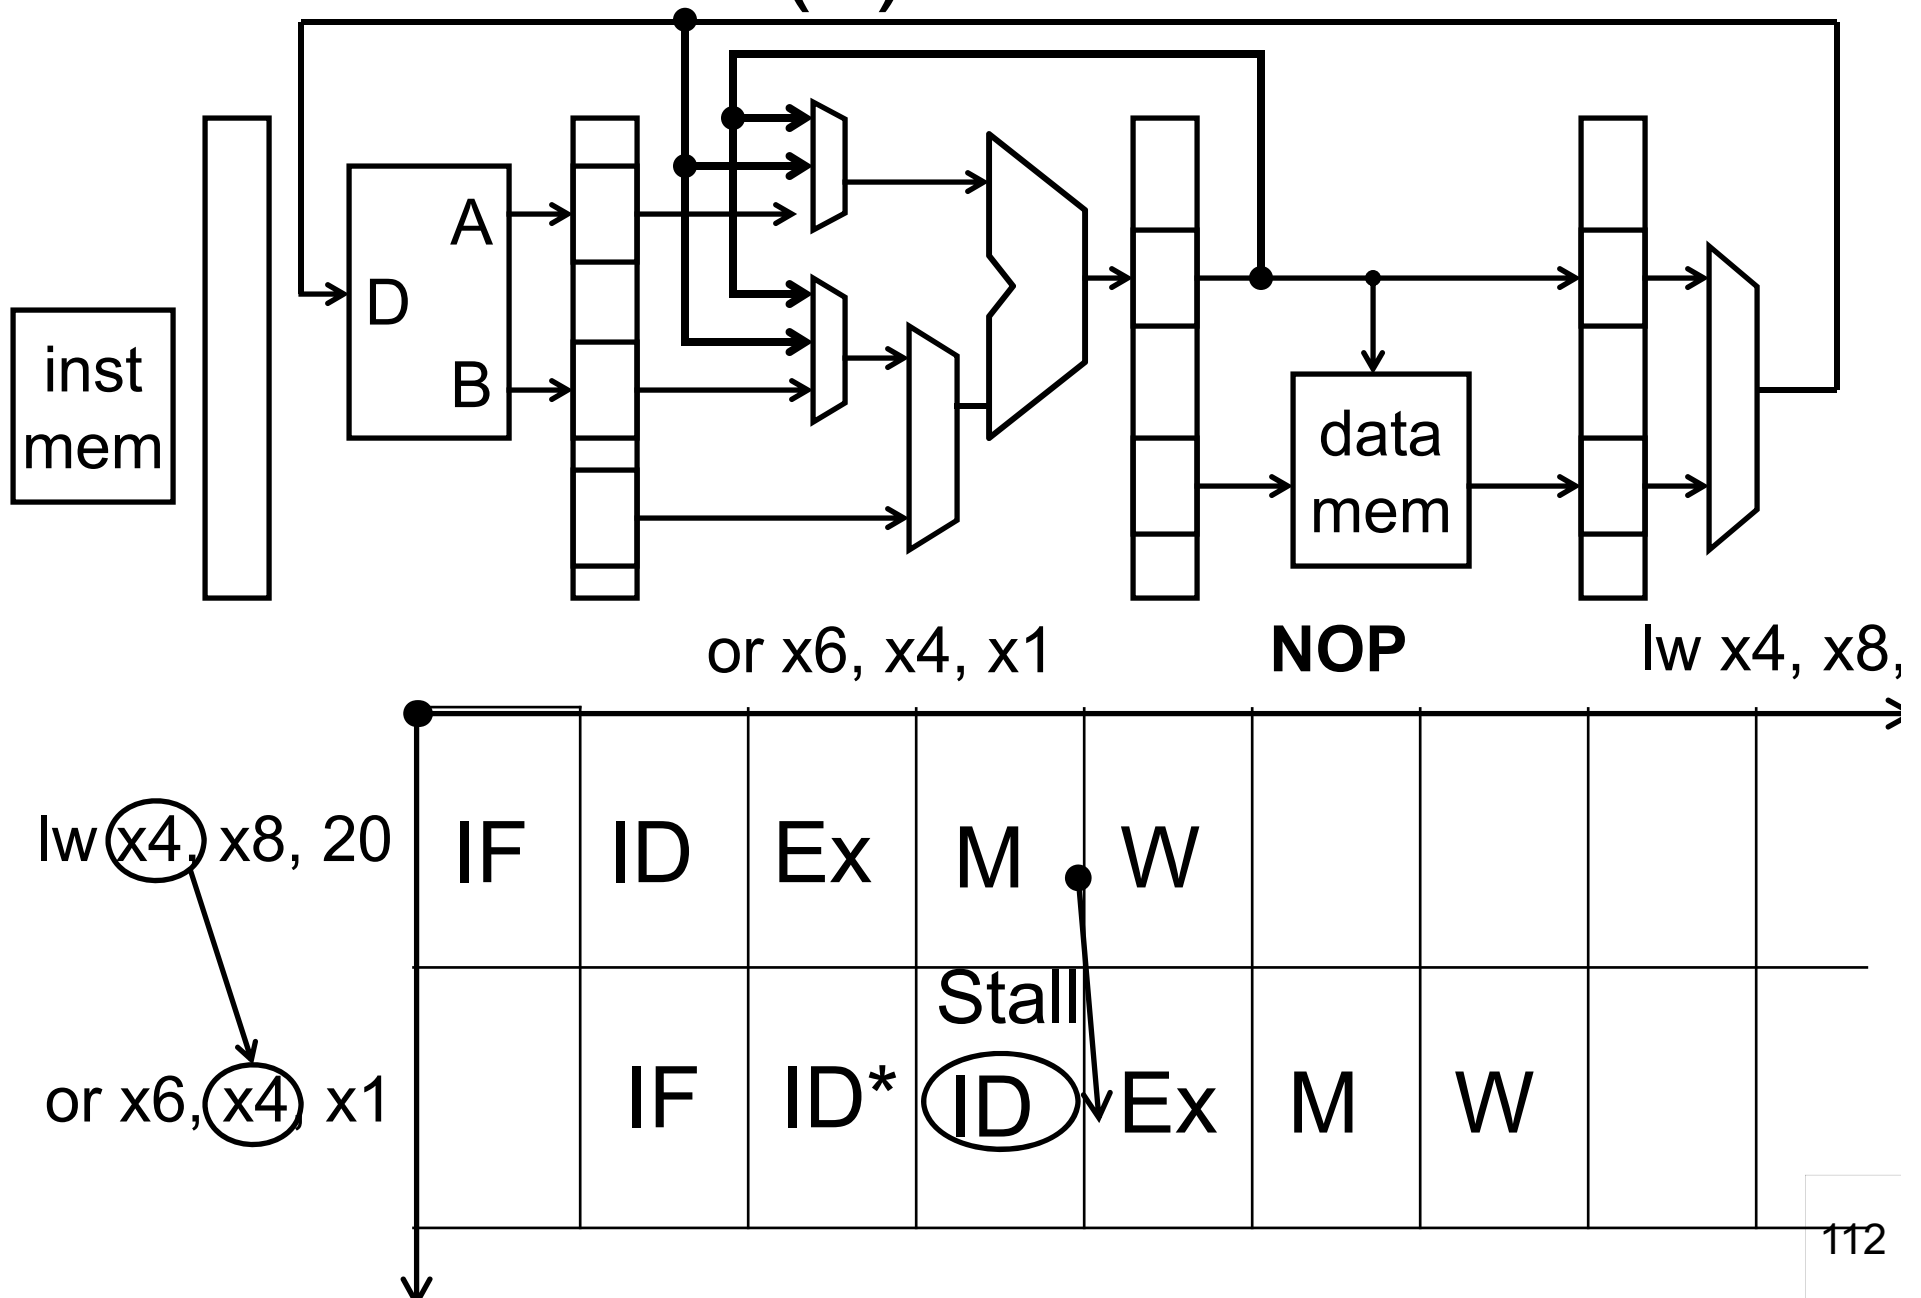 A
D
B
inst
mem
data
mem
or x6, x4, x1
NOP
lw x4, x8,
lw x4, x8, 20
IF
ID
Ex
M
W
Stall
or x6, x4, x1
IF
ID*
ID
Ex
M
W
112